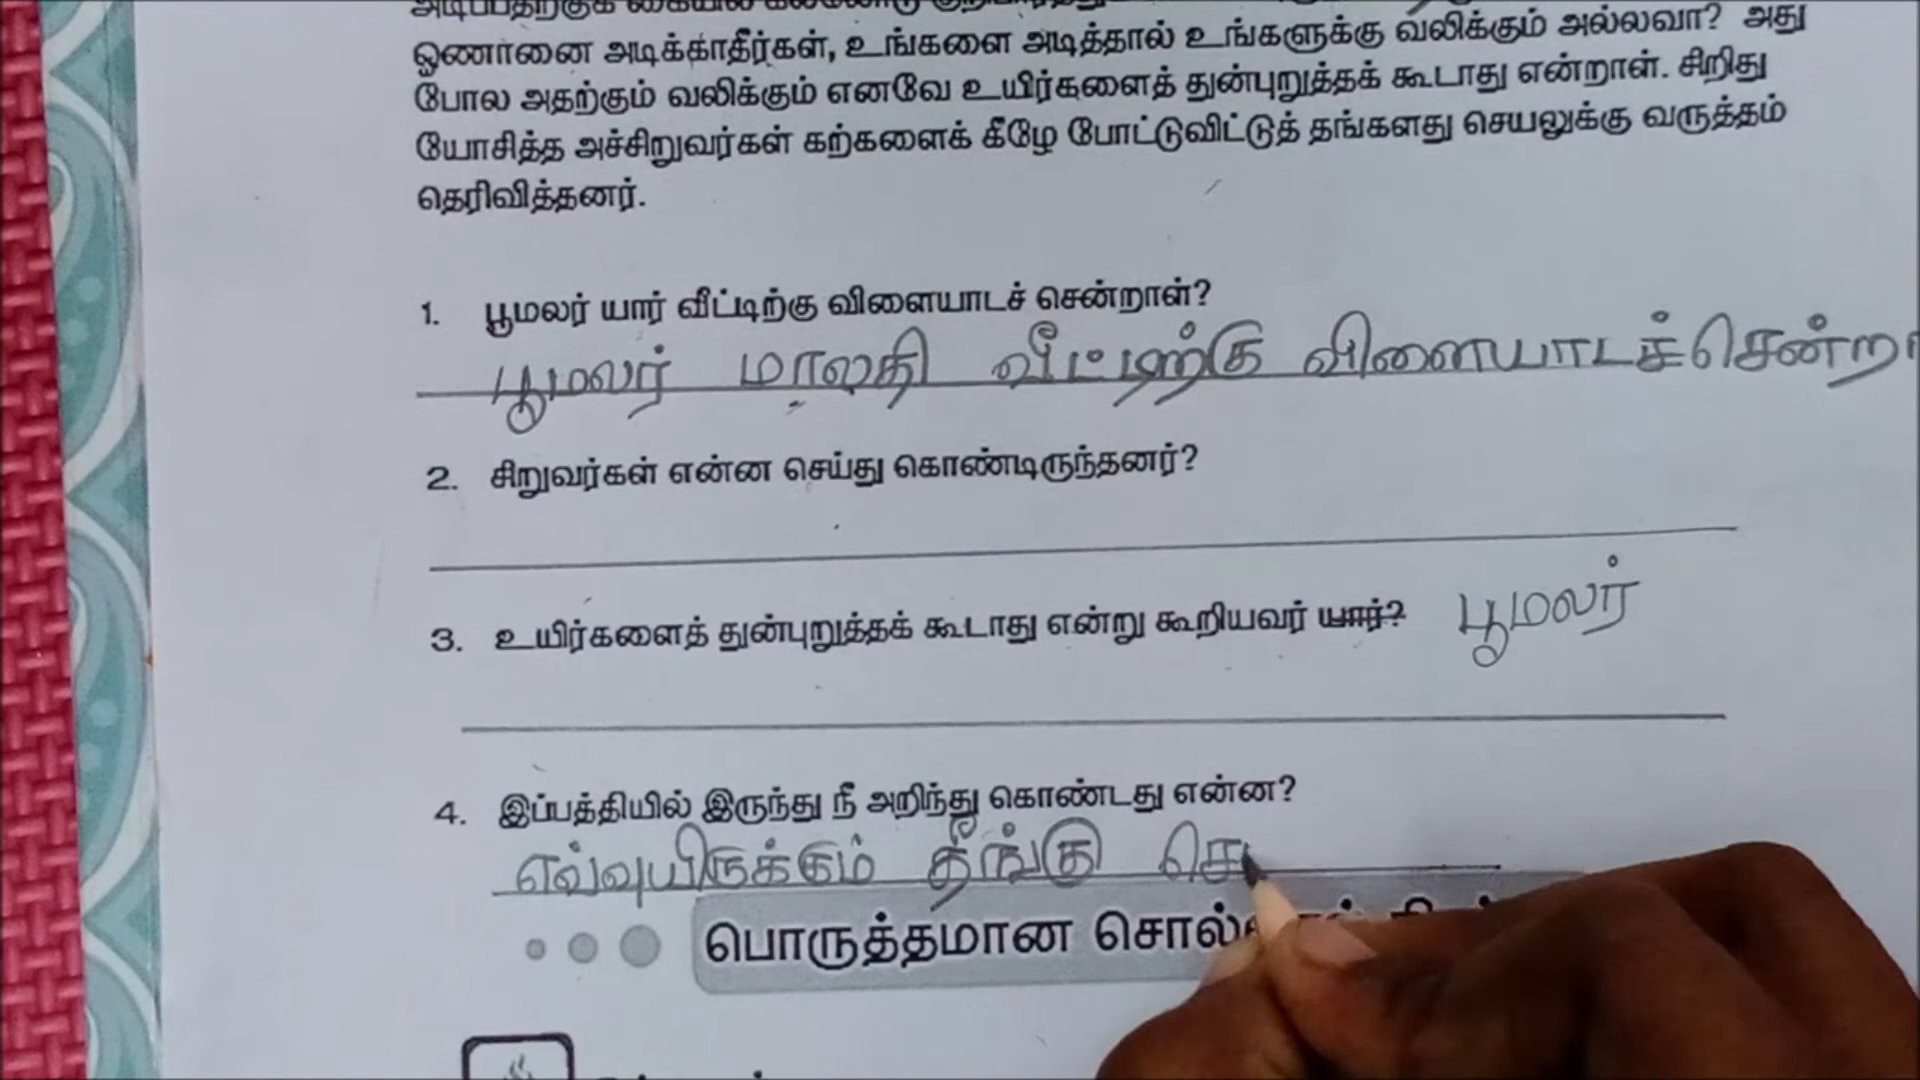 ஓணானை அடிக்காதீர்கள், உங்களை அடித்தால் உங்களுக்கு வலிக்கும் அல்லவா? அது
போல அதற்கும் வலிக்கும் எனவே உயிர்களைத் துன்புறுத்தக் கூடாது என்றாள். சிறிது
யோசித்த அச்சிறுவர்கள் கற்களைக் கீழே போட்டுவிட்டுத் தங்களது செயலுக்கு வருத்தம்
தெரிவித்தனர்.
1. பூமலர் யார் வீட்டிற்கு விளையாடச் சென்றாள்?
பூமலர் மாலதி வீட்டிற்கு விளையாடச் சென்றா
2. சிறுவர்கள் என்ன செய்து கொண்டிருந்தனர்?
3. உயிர்களைத் துன்புறுத்தக் கூடாது என்று கூறியவர் யார்? பூமலர்
4. இப்பத்தியில் இருந்து நீ அறிந்து கொண்டது என்ன?
எவ்வுயிருக்கும் தீங்கு செ
பொருத்தமான